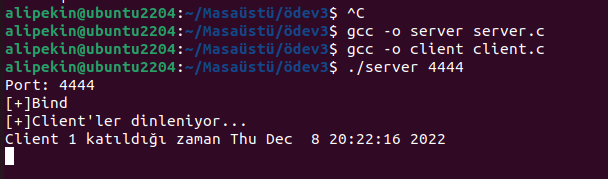 alipekin@ubuntu2204:~/Masaüstü/ödev3$ ^C
alipekin@ubuntu2204:~/Masaüstü/ödev3$ gcc -o server server.c
alipekin@ubuntu2204:~/Masaüstü/ödev3$ gcc -o client client.c
alipekin@ubuntu2204:~/Masaüstü/ödev3$ ./server 4444
Port: 4444
[+]Bind
[+]Client'ler dinleniyor...
Client 1 katıldığı zaman Thu Dec  8 20:22:16 2022